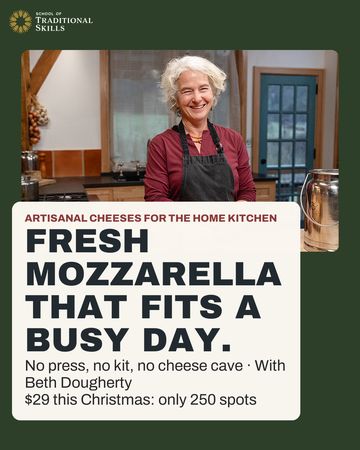 SCHOOL OF
TRADITIONAL
SKILLS
ARTISANAL CHEESES FOR THE HOME KITCHEN
FRESH
MOZZARELLA
THAT FITS A
BUSY DAY.
No press, no kit, no cheese cave · With
Beth Dougherty
$29 this Christmas: only 250 spots